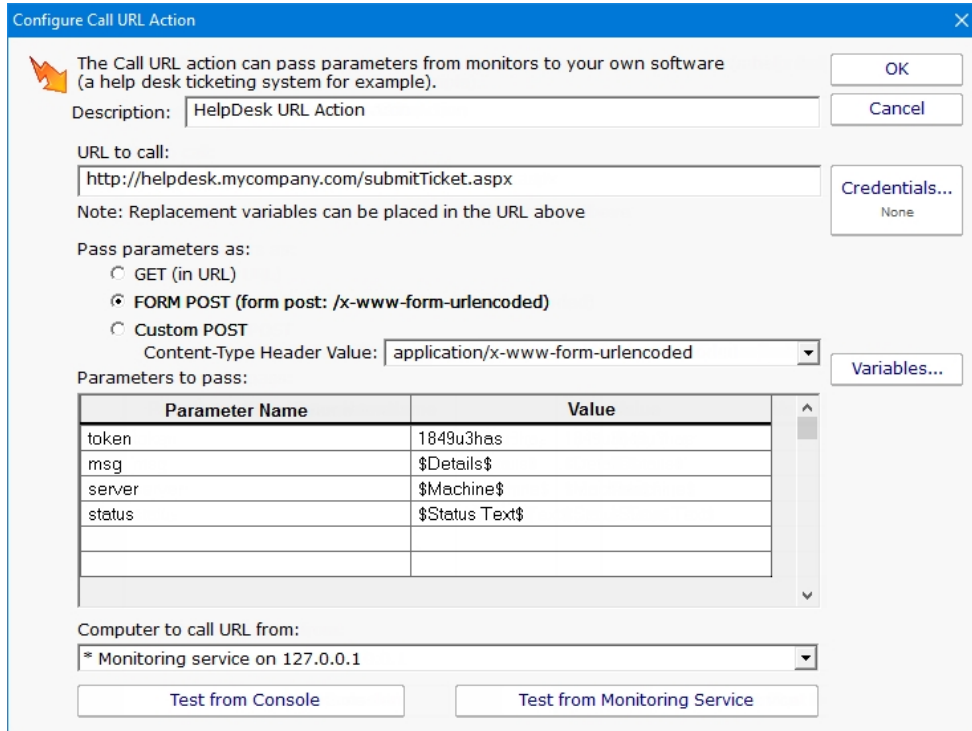 Configure Call URL Action
The Call URL action can pass parameters from monitors to your own software
(a help desk ticketing system for example).
OK
Description: HelpDesk URL Action
Cancel
URL to call:
http://helpdesk.mycompany.com/submitTicket.aspx
Credentials...
None
Note: Replacement variables can be placed in the URL above
Pass parameters as:
GET (in URL)
FORM POST (form post: /x-www-form-urlencoded)
Custom POST
Content-Type Header Value: application/x-www-form-urlencoded
Variables...
Parameters to pass:
Parameter Name Value
token 1849u3has
msg $Details$
server $Machine$
status $Status Text$
Computer to call URL from:
* Monitoring service on 127.0.0.1
Test from Console Test from Monitoring Service